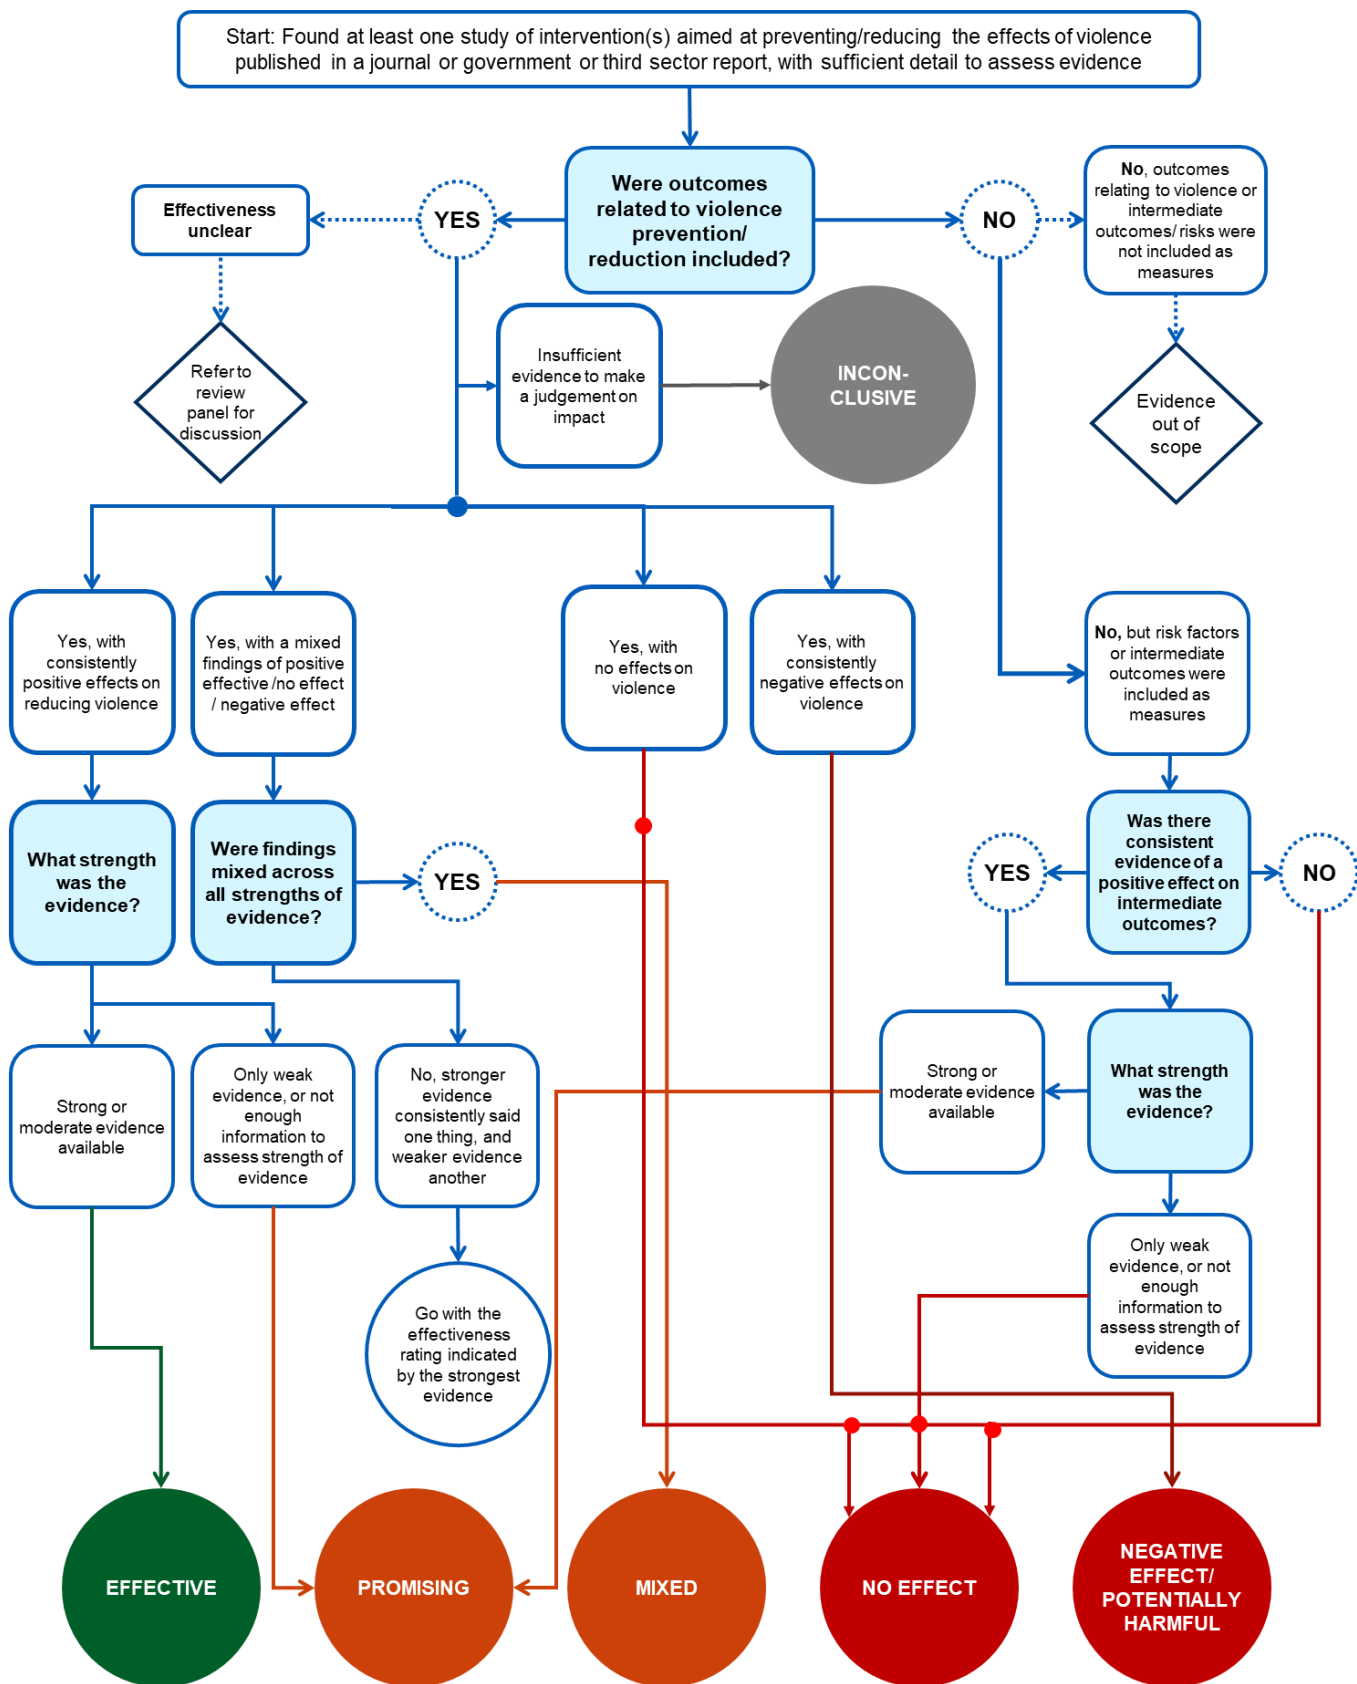 Start: Found at least one study of intervention(s) aimed at preventing/reducing the effects of violence
published in a journal or government or third sector report, with sufficient detail to assess evidence
Effectiveness
unclear
YES
Were outcomes
related to violence
prevention/
reduction included?
NO
No, outcomes
relating to violence or
intermediate
outcomes/ risks were
not included as
measures
Refer to
review
panel for
discussion
Insufficient
evidence to make
a judgement on
impact
INCON-
CLUSIVE
Evidence
out of
scope
Yes, with
consistently
positive effects on
reducing violence
Yes, with a mixed
findings of positive
effective /no effect
/ negative effect
Yes, with
no effects on
violence
Yes, with
consistently
negative effects on
violence
No, but risk factors
or intermediate
outcomes were
included as
measures
What strength
was the
evidence?
Were findings
mixed across
all strengths of
evidence?
YES
YES
Was there
consistent
evidence of a
positive effect on
intermediate
outcomes?
NO
Strong or
moderate evidence
available
Only weak
evidence, or not
enough
information to
assess strength of
evidence
No, stronger
evidence
consistently said
one thing, and
weaker evidence
another
Strong or
moderate evidence
available
What strength
was the
evidence?
Go with the
effectiveness
rating indicated
by the strongest
evidence
Only weak
evidence, or not
enough
information to
assess strength of
evidence
EFFECTIVE
PROMISING
MIXED
NO EFFECT
NEGATIVE
EFFECT/
POTENTIALLY
HARMFUL